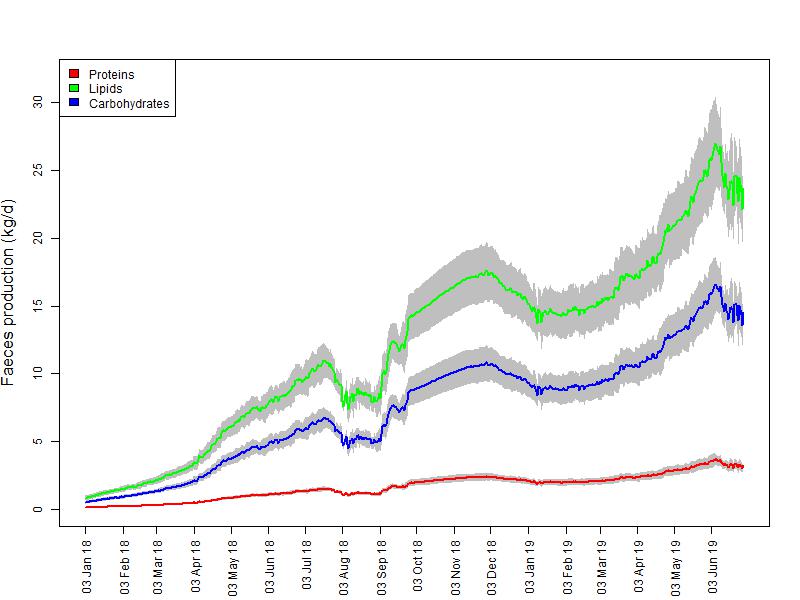 Proteins
Lipids
Carbohydrates
Faeces production (kg/d)
30
25
20
15
10
5
0
03 Jan 18
03 Feb 18
03 Mar 18
03 Apr 18
03 May 18
03 Jun 18
03 Jul 18
03 Aug 18
03 Sep 18
03 Oct 18
03 Nov 18
03 Dec 18
03 Jan 19
03 Feb 19
03 Mar 19
03 Apr 19
03 May 19
03 Jun 19